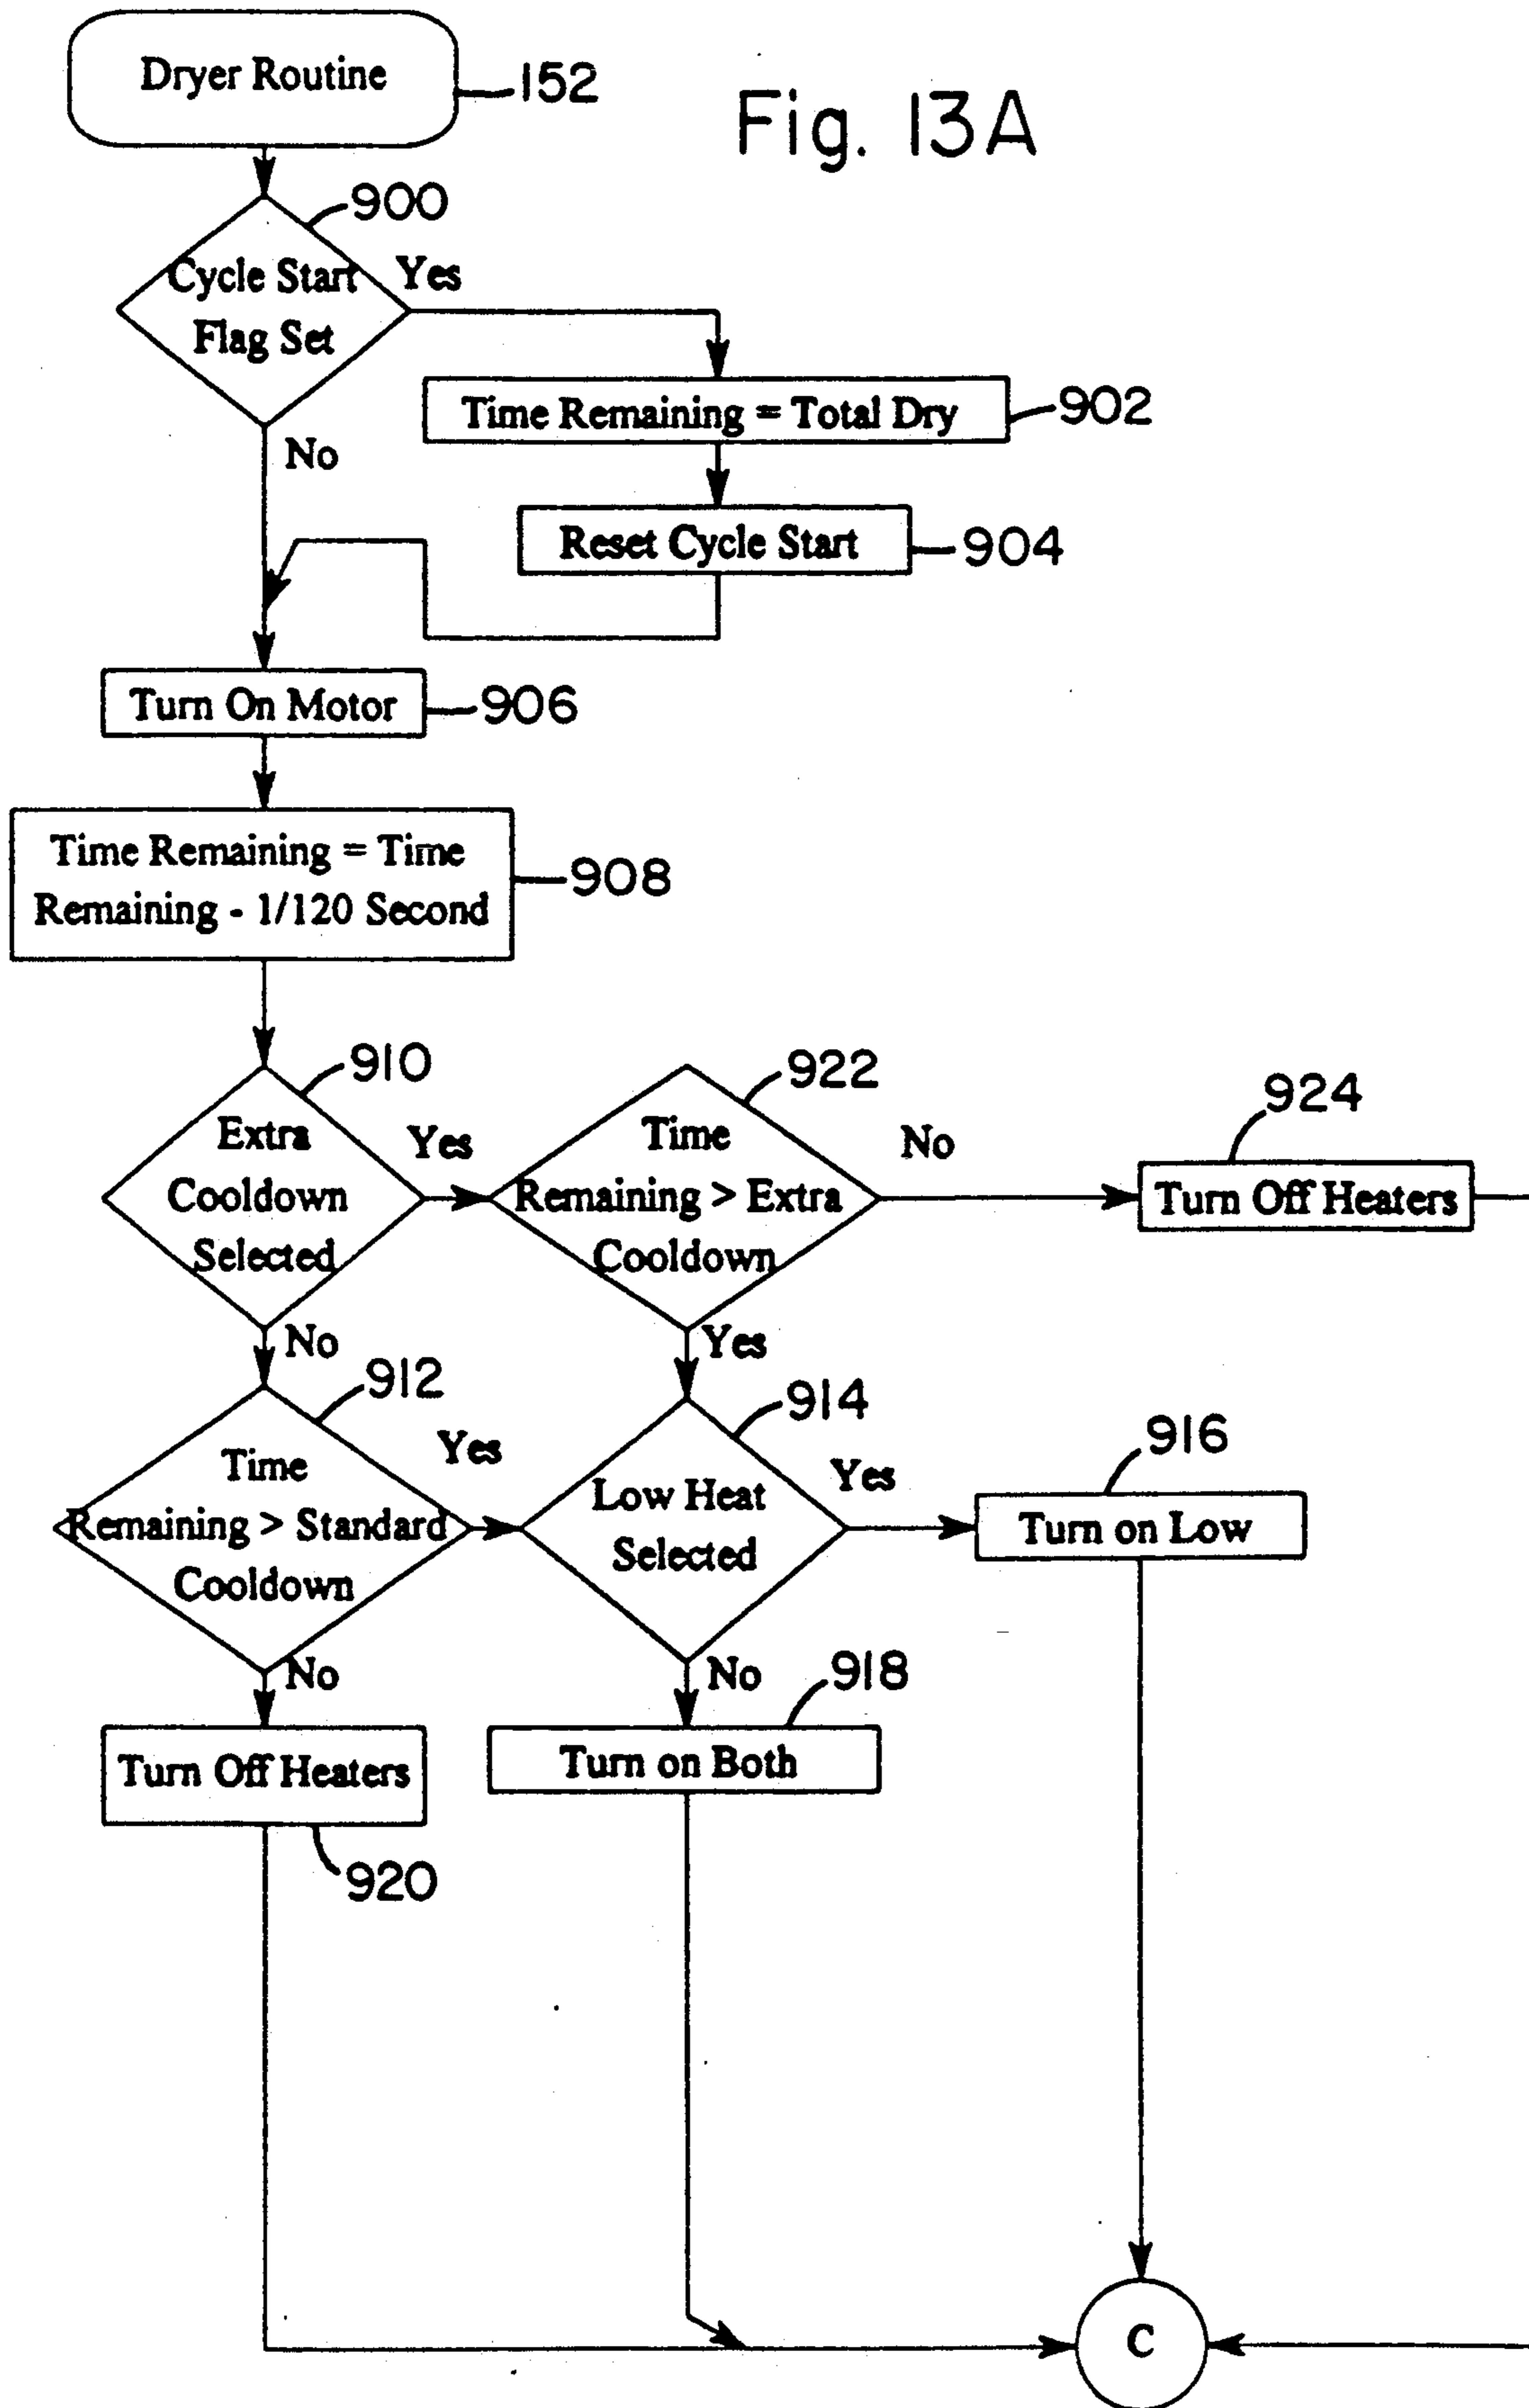 Dryer Routine
152
Fig. 13A
900
Cycle Start
Flag Set
Yes
No
Time Remaining = Total Dry
902
Reset Cycle Start
904
Turn On Motor
906
Time Remaining = Time
Remaining - 1/120 Second
908
910
Extra
Cooldown
Selected
Yes
No
922
Time
Remaining > Extra
Cooldown
No
Yes
924
Turn Off Heaters
912
Time
Remaining > Standard
Cooldown
Yes
No
914
Low Heat
Selected
Yes
No
916
Turn on Low
918
Turn on Both
Turn Off Heaters
920
C